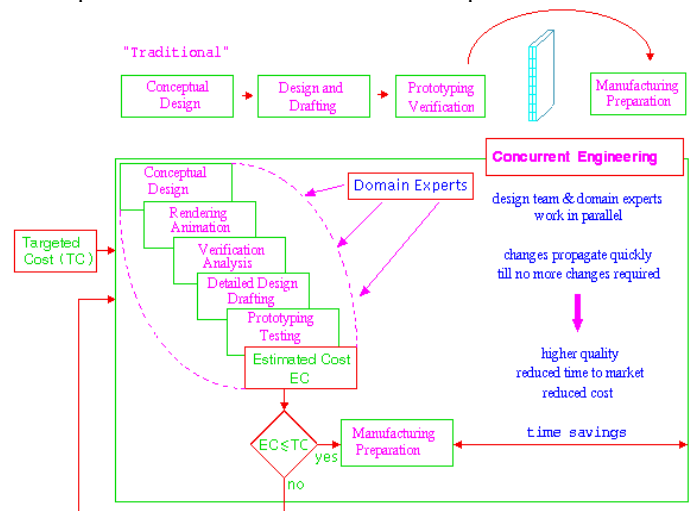 "Traditional"
Conceptual
Design
Design and
Drafting
Prototyping
Verification
Manufacturing
Preparation
Concurrent Engineering
Conceptual
Design
Domain Experts
design team & domain experts
work in parallel
Rendering
Animation
Targeted
Cost (TC)
Verification
Analysis
changes propagate quickly
till no more changes required
Detailed Design
Drafting
Prototyping
Testing
Estimated Cost
EC
higher quality
reduced time to market
reduced cost
EC≤TC
yes
Manufacturing
Preparation
time savings
no